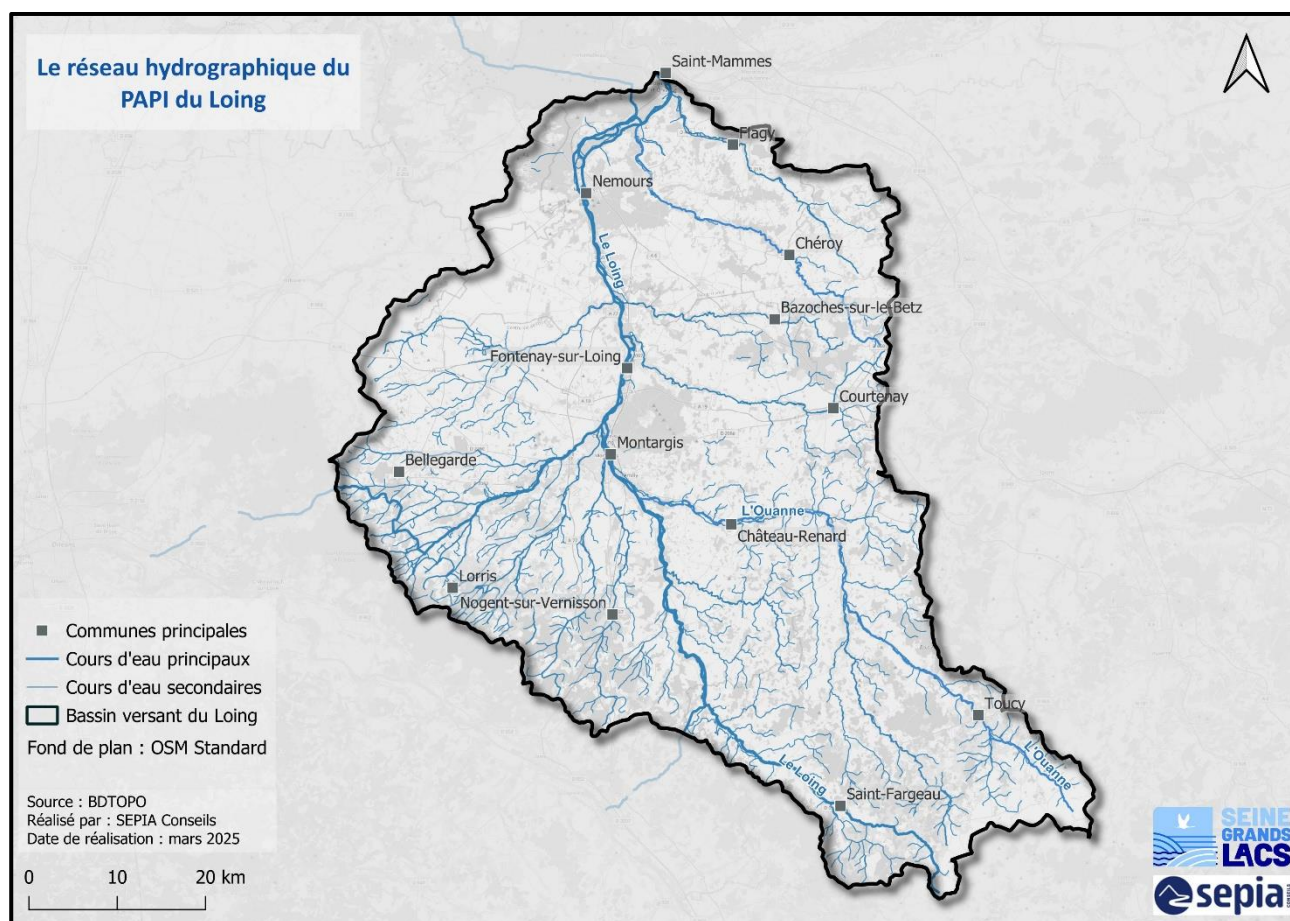 Le réseau hydrographique du
PAPI du Loing
Saint-Mammes
Flagy
Nemours
Le Loing
Chéroy
Bazoches-sur-le-Betz
Fontenay-sur-Loing
Courtenay
Montargis
Bellegarde
L'Ouanne
Château-Renard
Lorris
Nogent-sur-Vernisson
Toucy
L'Ouanne
Le Loing
Saint-Fargeau
Communes principales
Cours d'eau principaux
Cours d'eau secondaires
Bassin versant du Loing
Fond de plan : OSM Standard
Source : BDTOPO
Réalisé par : SEPIA Conseils
Date de réalisation : mars 2025
0 10 20 km
SEINE
GRANDS
LACS
sepia
CONSEILS